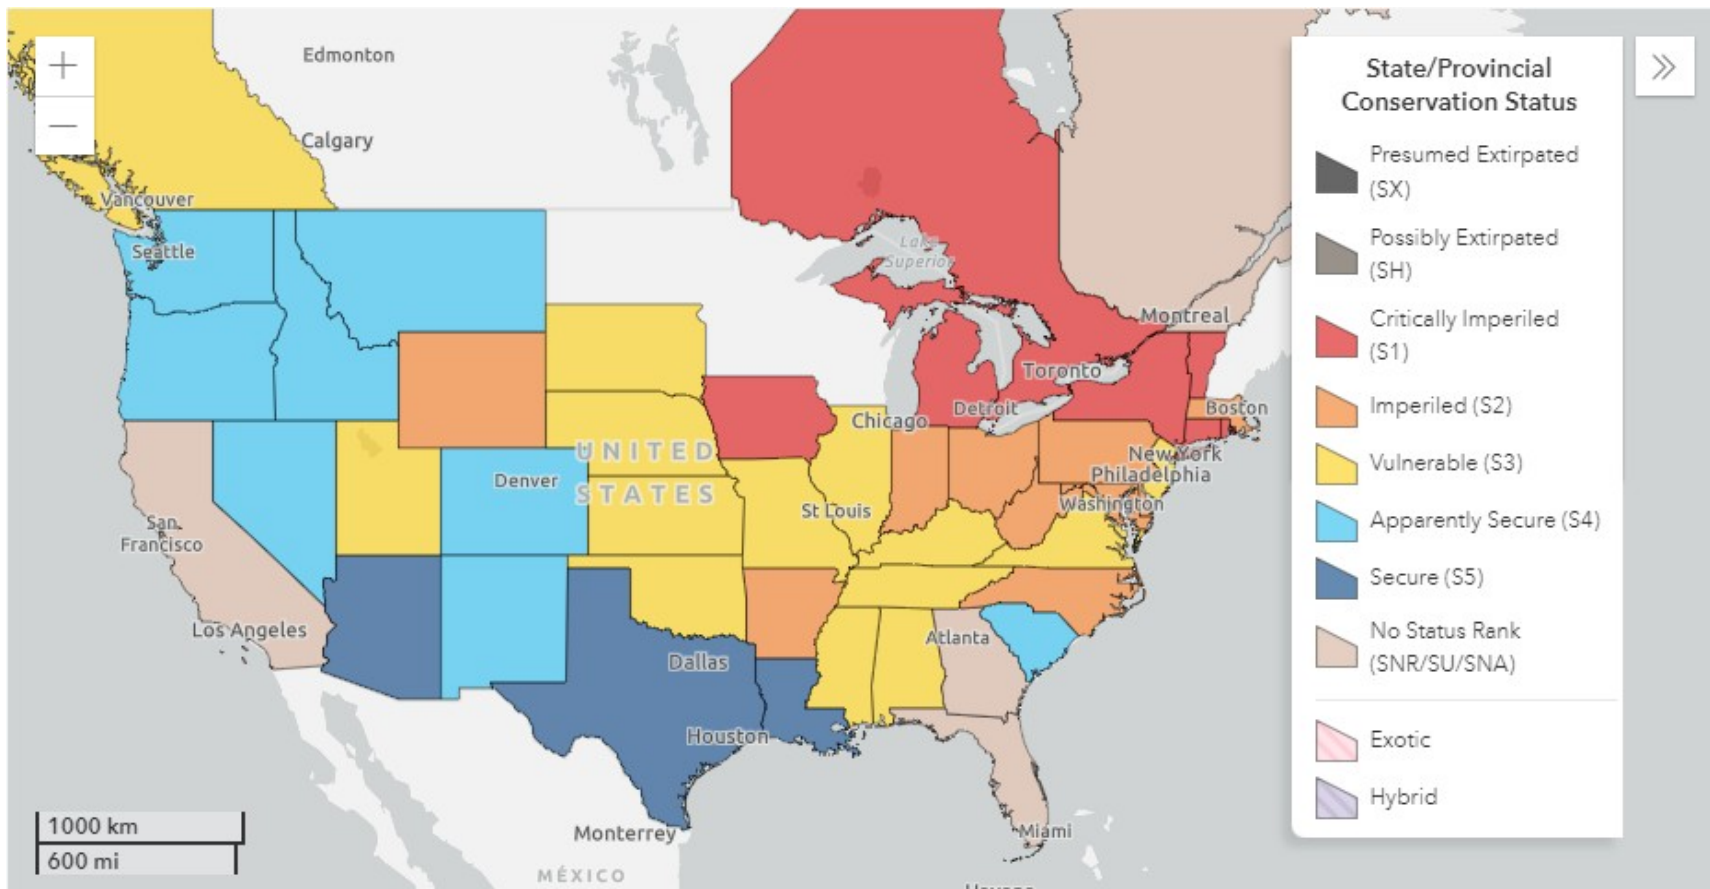 +
−
Edmonton
Calgary
Vancouver
Seattle
Lake
Superior
Montreal
Toronto
Detroit
Boston
Chicago
New York
Philadelphia
Washington
UNITED
STATES
Denver
St Louis
San
Francisco
Los Angeles
Atlanta
Dallas
Houston
Monterrey
Miami
MÉXICO
1000 km
600 mi
State/Provincial
Conservation Status
Presumed Extirpated
(SX)
Possibly Extirpated
(SH)
Critically Imperiled
(S1)
Imperiled (S2)
Vulnerable (S3)
Apparently Secure (S4)
Secure (S5)
No Status Rank
(SNR/SU/SNA)
Exotic
Hybrid